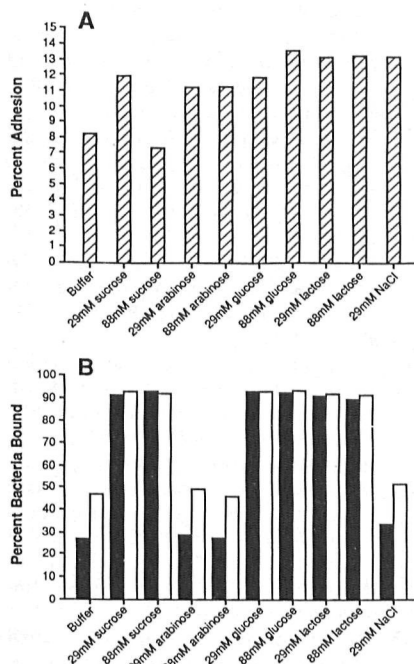 A
Percent Adhesion
15
14
13
12
11
10
9
8
7
6
5
4
3
2
1
0
Buffer
29mM sucrose
88mM sucrose
29mM arabinose
88mM arabinose
29mM glucose
88mM glucose
29mM lactose
88mM lactose
29mM NaCl
B
Percent Bacteria Bound
100
90
80
70
60
50
40
30
20
10
0
Buffer
29mM sucrose
88mM sucrose
29mM arabinose
88mM arabinose
29mM glucose
88mM glucose
29mM lactose
88mM lactose
29mM NaCl